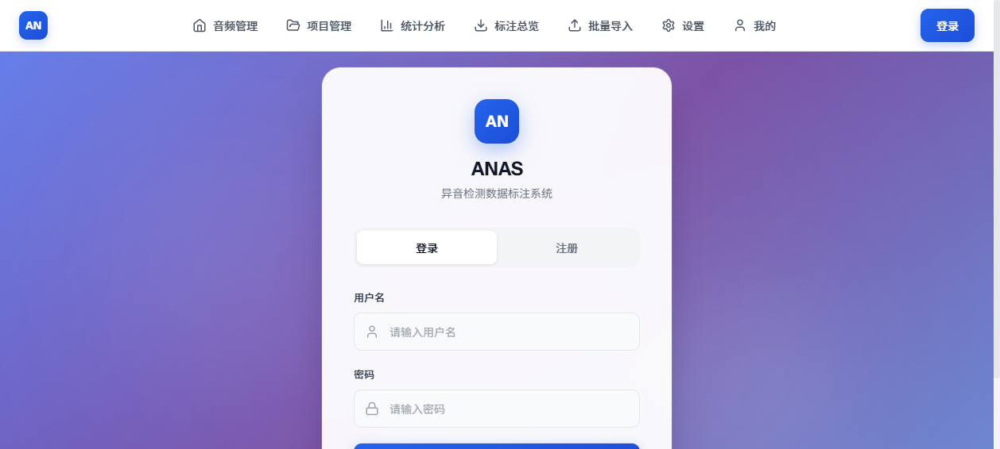 AN 音频管理 项目管理 统计分析 标注总览 批量导入 设置 我的 登录
AN
ANAS
异音检测数据标注系统
登录 注册
用户名
请输入用户名
密码
请输入密码